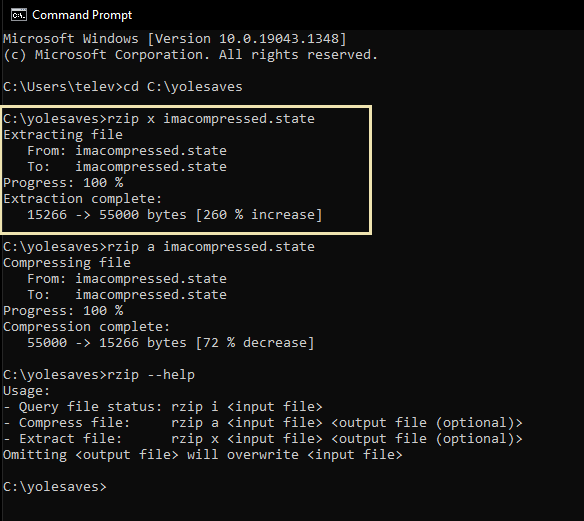 Command Prompt
Microsoft Windows [Version 10.0.19043.1348]
(c) Microsoft Corporation. All rights reserved.
C:\Users\telev>cd C:\yolesaves
C:\yolesaves>rzip x imacompressed.state
Extracting file
   From: imacompressed.state
   To:   imacompressed.state
Progress: 100 %
Extraction complete:
   15266 -> 55000 bytes [260 % increase]
C:\yolesaves>rzip a imacompressed.state
Compressing file
   From: imacompressed.state
   To:   imacompressed.state
Progress: 100 %
Compression complete:
   55000 -> 15266 bytes [72 % decrease]
C:\yolesaves>rzip --help
Usage:
- Query file status: rzip i <input file>
- Compress file:     rzip a <input file> <output file (optional)>
- Extract file:      rzip x <input file> <output file (optional)>
Omitting <output file> will overwrite <input file>
C:\yolesaves>